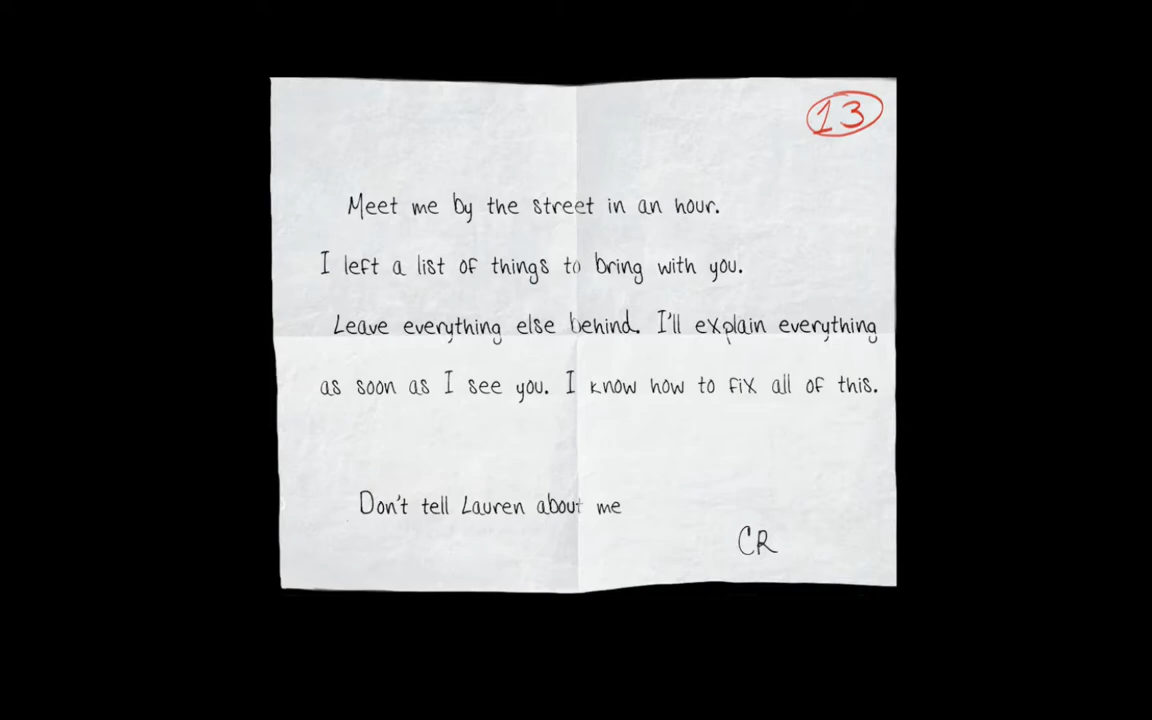 13
Meet me by the street in an hour.
I left a list of things to bring with you.
Leave everything else behind. I'll explain everything
as soon as I see you. I know how to fix all of this.
Don't tell Lauren about me
CR